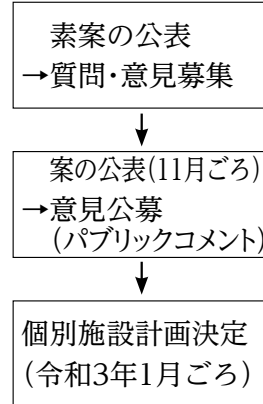 素案の公表
→質問・意見募集
案の公表(11月ごろ)
→意見公募
(パブリックコメント)
個別施設計画決定
(令和3年1月ごろ)